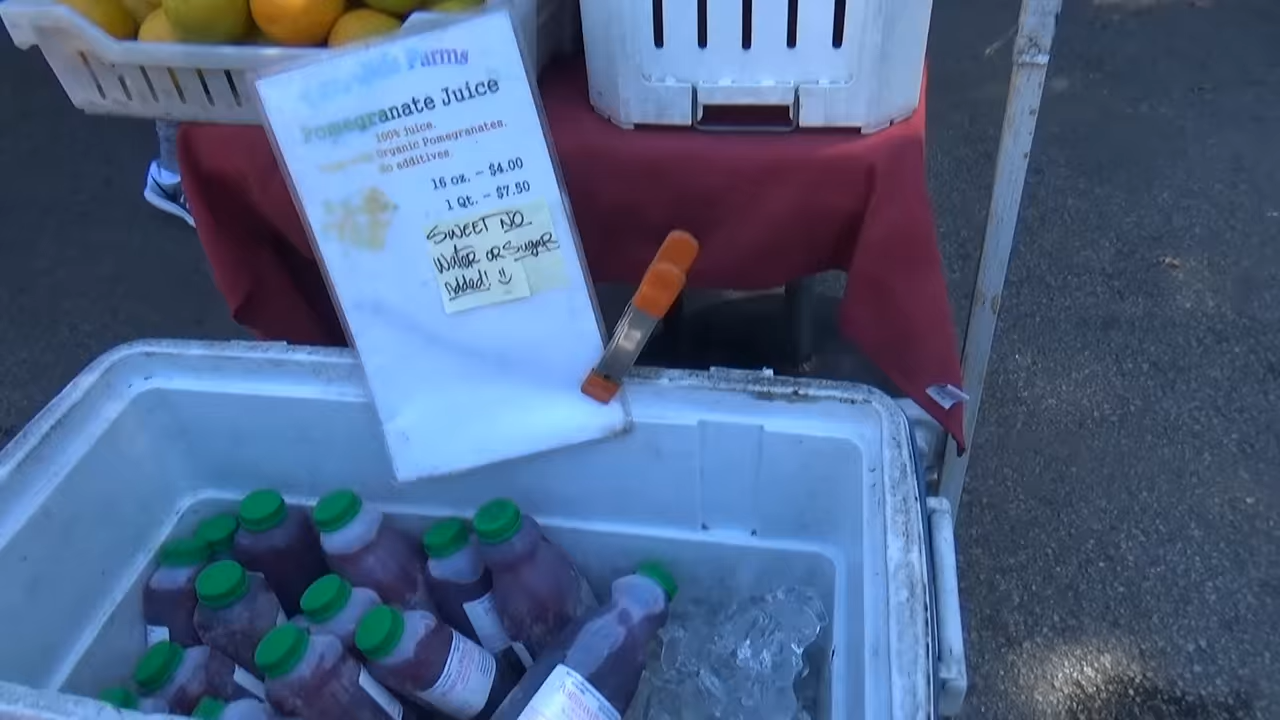 Farms
Pomegranate Juice
100% juice.
Organic Pomegranates.
No additives.
16 oz. – $4.00
1 Qt. – $7.50
SWEET NO
Water OR Sugar
Added! :)